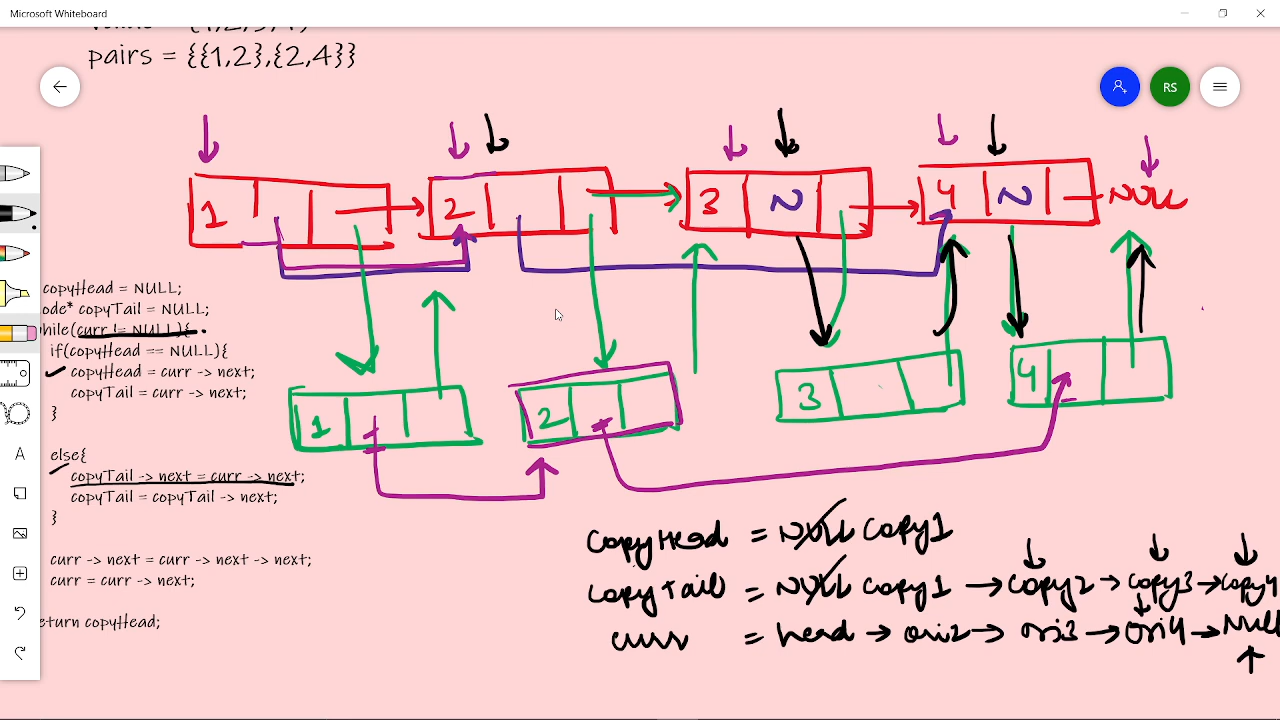 Microsoft Whiteboard
pairs = {{1,2},{2,4}}
RS
1 2 3 N 4 N NULL
copyHead = NULL;
ode* copyTail = NULL;
hile(curr != NULL){
if(copyHead == NULL){
copyHead = curr -> next;
copyTail = curr -> next;
}
else{
copyTail -> next = curr -> next;
copyTail = copyTail -> next;
}
curr -> next = curr -> next -> next;
curr = curr -> next;
eturn copyHead;
1 2 3 4
copyHead = NULL copy1
copyTail = NULL copy1 → copy2 → copy3 → copy4
curr = head → ori2 → ori3 → ori4 → Null
A